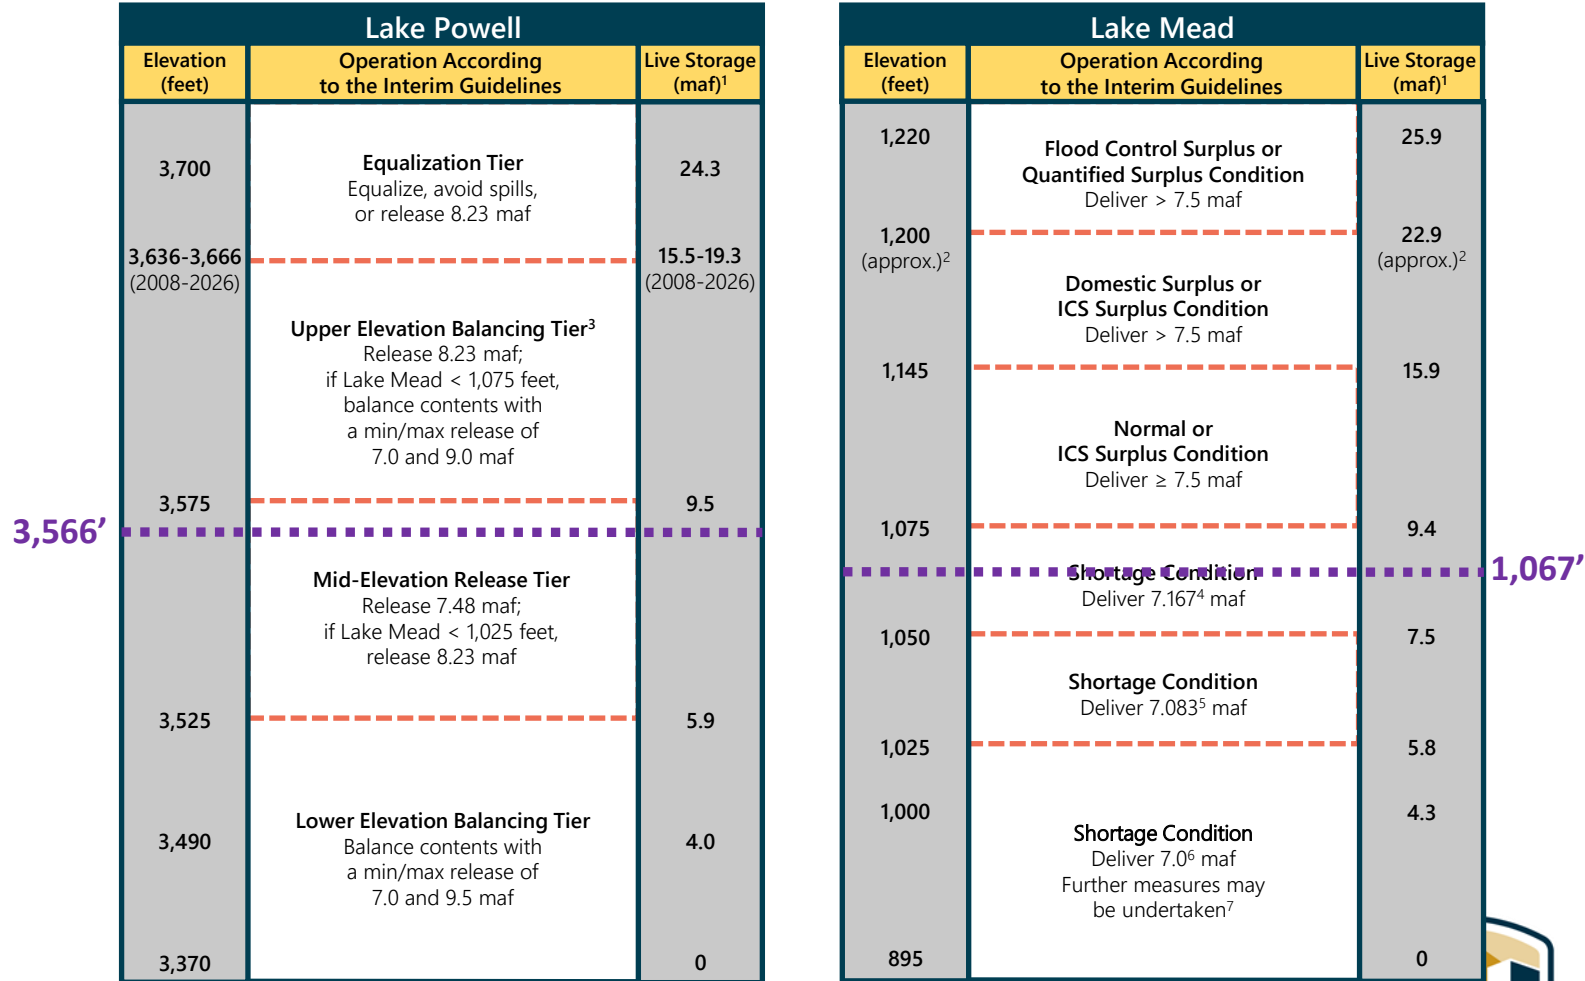 Lake Powell
Elevation
(feet)
Operation According
to the Interim Guidelines
Live Storage
(maf)¹
3,700
Equalization Tier
Equalize, avoid spills,
or release 8.23 maf
24.3
3,636-3,666
(2008-2026)
15.5-19.3
(2008-2026)
Upper Elevation Balancing Tier³
Release 8.23 maf;
if Lake Mead < 1,075 feet,
balance contents with
a min/max release of
7.0 and 9.0 maf
3,575
9.5
3,566’
Mid-Elevation Release Tier
Release 7.48 maf;
if Lake Mead < 1,025 feet,
release 8.23 maf
3,525
5.9
3,490
Lower Elevation Balancing Tier
Balance contents with
a min/max release of
7.0 and 9.5 maf
4.0
3,370
0
Lake Mead
Elevation
(feet)
Operation According
to the Interim Guidelines
Live Storage
(maf)¹
1,220
Flood Control Surplus or
Quantified Surplus Condition
Deliver > 7.5 maf
25.9
1,200
(approx.)²
22.9
(approx.)²
Domestic Surplus or
ICS Surplus Condition
Deliver > 7.5 maf
1,145
15.9
Normal or
ICS Surplus Condition
Deliver ≥ 7.5 maf
1,075
9.4
Shortage Condition
Deliver 7.167⁴ maf
1,067’
1,050
7.5
Shortage Condition
Deliver 7.083⁵ maf
1,025
5.8
1,000
4.3
Shortage Condition
Deliver 7.0⁶ maf
Further measures may
be undertaken⁷
895
0